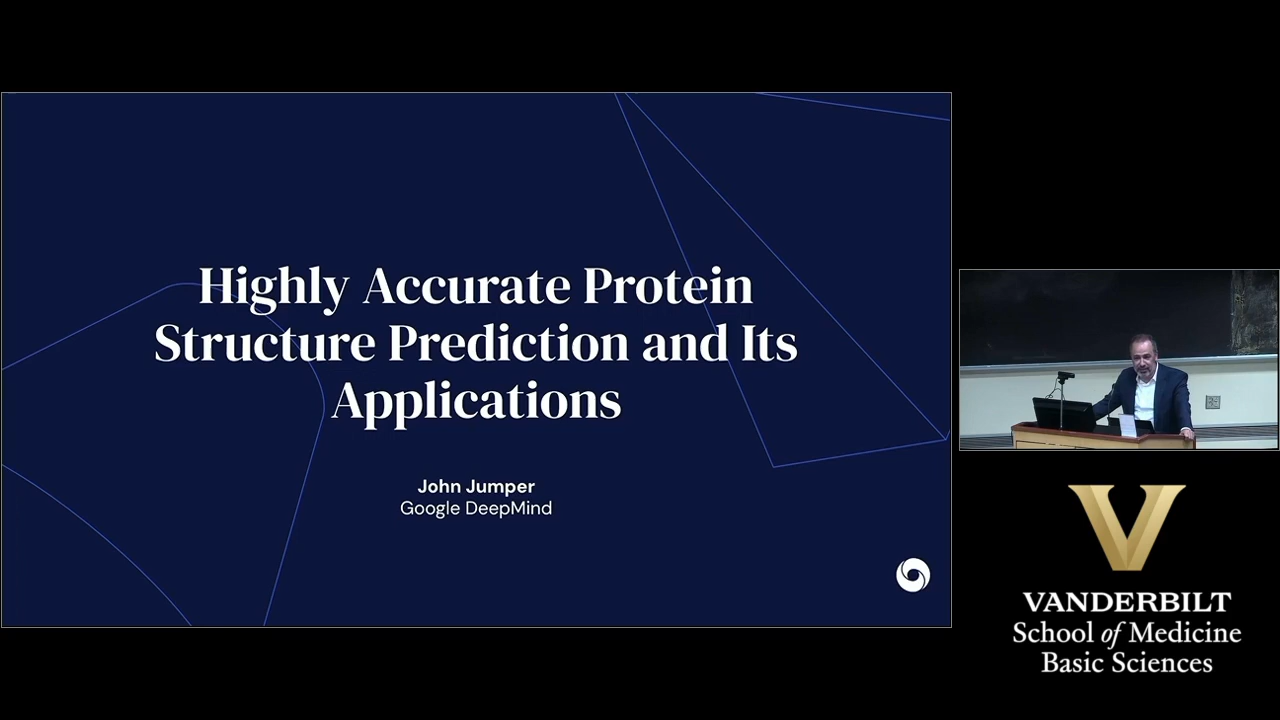 Highly Accurate Protein
Structure Prediction and Its
Applications
John Jumper
Google DeepMind
V
VANDERBILT
School of Medicine
Basic Sciences